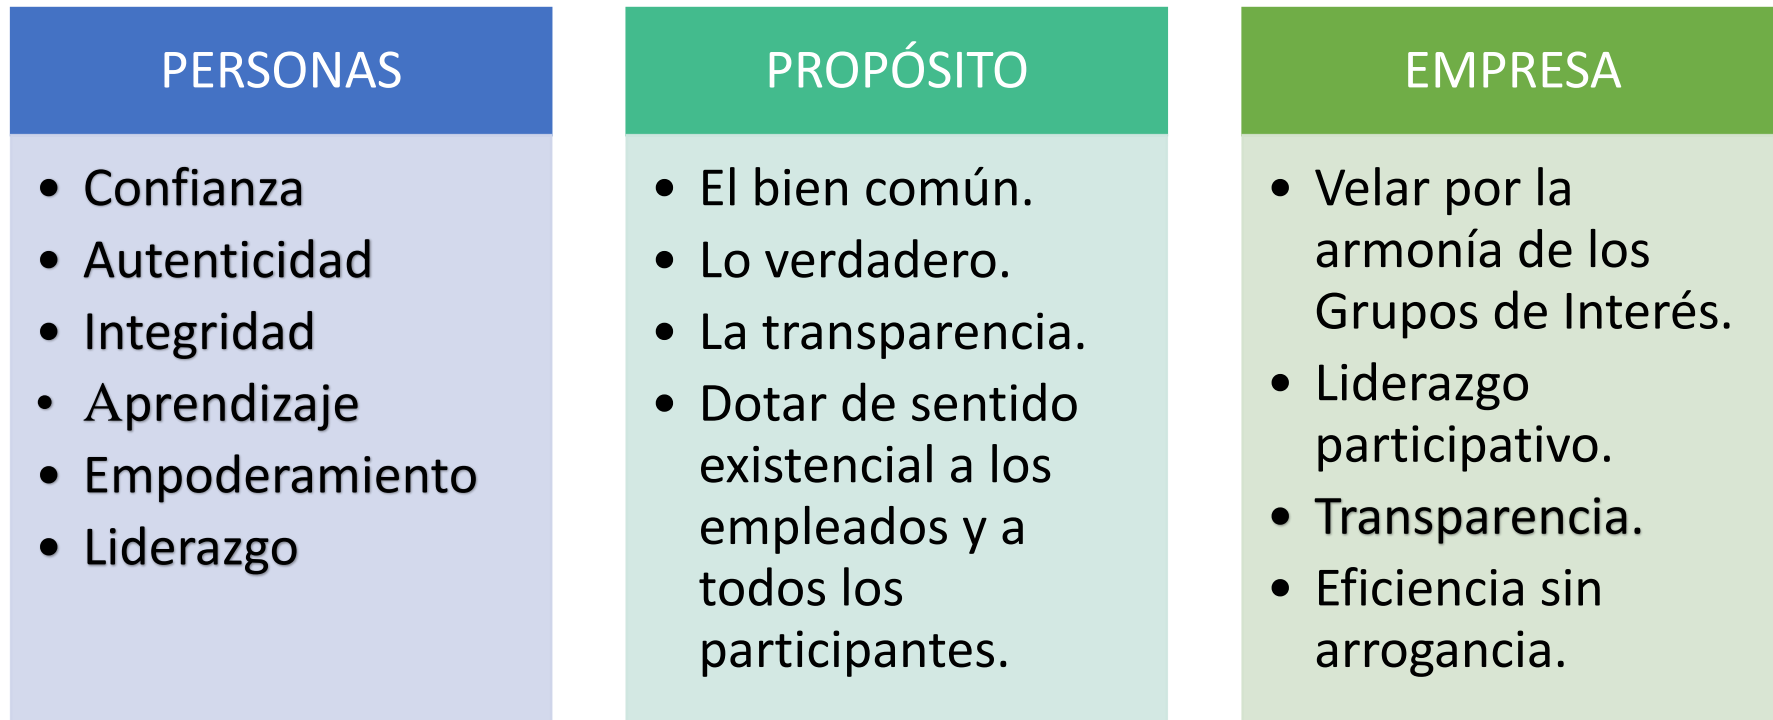 PERSONAS
• Confianza
• Autenticidad
• Integridad
• Aprendizaje
• Empoderamiento
• Liderazgo
PROPÓSITO
• El bien común.
• Lo verdadero.
• La transparencia.
• Dotar de sentido
existencial a los
empleados y a
todos los
participantes.
EMPRESA
• Velar por la
armonía de los
Grupos de Interés.
• Liderazgo
participativo.
• Transparencia.
• Eficiencia sin
arrogancia.